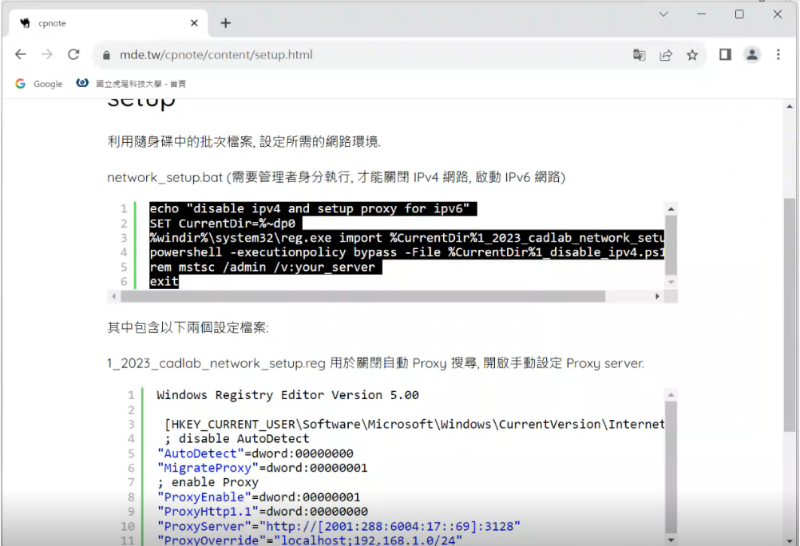 cpnote
mde.tw/cpnote/content/setup.html
Google 國立虎尾科技大學 - 首頁
setup
利用隨身碟中的批次檔案, 設定所需的網路環境.
network_setup.bat (需要管理者身分執行, 才能關閉 IPv4 網路, 啟動 IPv6 網路)
1 echo "disable ipv4 and setup proxy for ipv6"
2 SET CurrentDir=%~dp0
3 %windir%\system32\reg.exe import %CurrentDir%1_2023_cadlab_network_setu
4 powershell -executionpolicy bypass -File %CurrentDir%1_disable_ipv4.ps1
5 rem mstsc /admin /v:your_server
6 exit
其中包含以下兩個設定檔案:
1_2023_cadlab_network_setup.reg 用於關閉自動 Proxy 搜尋, 開啟手動設定 Proxy server.
1 Windows Registry Editor Version 5.00
2
3 [HKEY_CURRENT_USER\Software\Microsoft\Windows\CurrentVersion\Internet
4 ; disable AutoDetect
5 "AutoDetect"=dword:00000000
6 "MigrateProxy"=dword:00000001
7 ; enable Proxy
8 "ProxyEnable"=dword:00000001
9 "ProxyHttp1.1"=dword:00000000
10 "ProxyServer"="http://[2001:288:6004:17::69]:3128"
11 "ProxyOverride"="localhost;192.168.1.0/24"